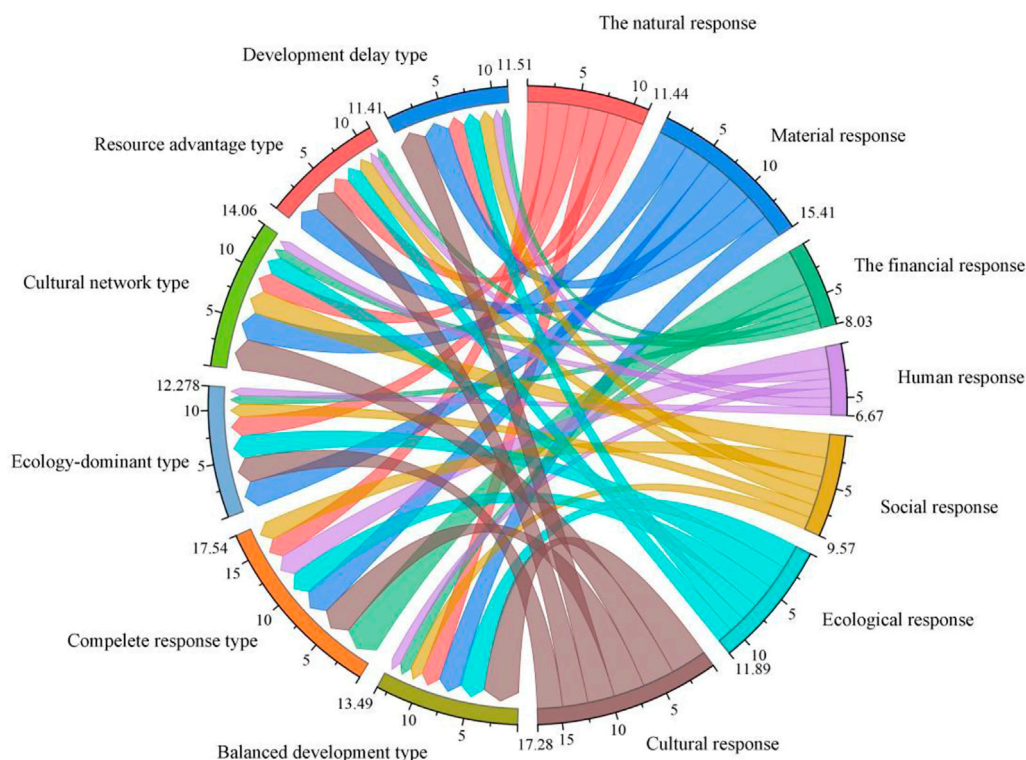 The natural response
Development delay type
11.51
5
10
5
10
11.41
11.44
Material response
Resource advantage type
10
5
5
10
14.06
15.41
10
Cultural network type
5
The financial response
5
8.03
12.278
10
Human response
5
6.67
Ecology-dominant type
5
Social response
5
9.57
17.54
15
Compelete response type
10
5
Ecological response
5
10
11.89
13.49
10
5
Balanced development type
17.28
15
10
5
Cultural response